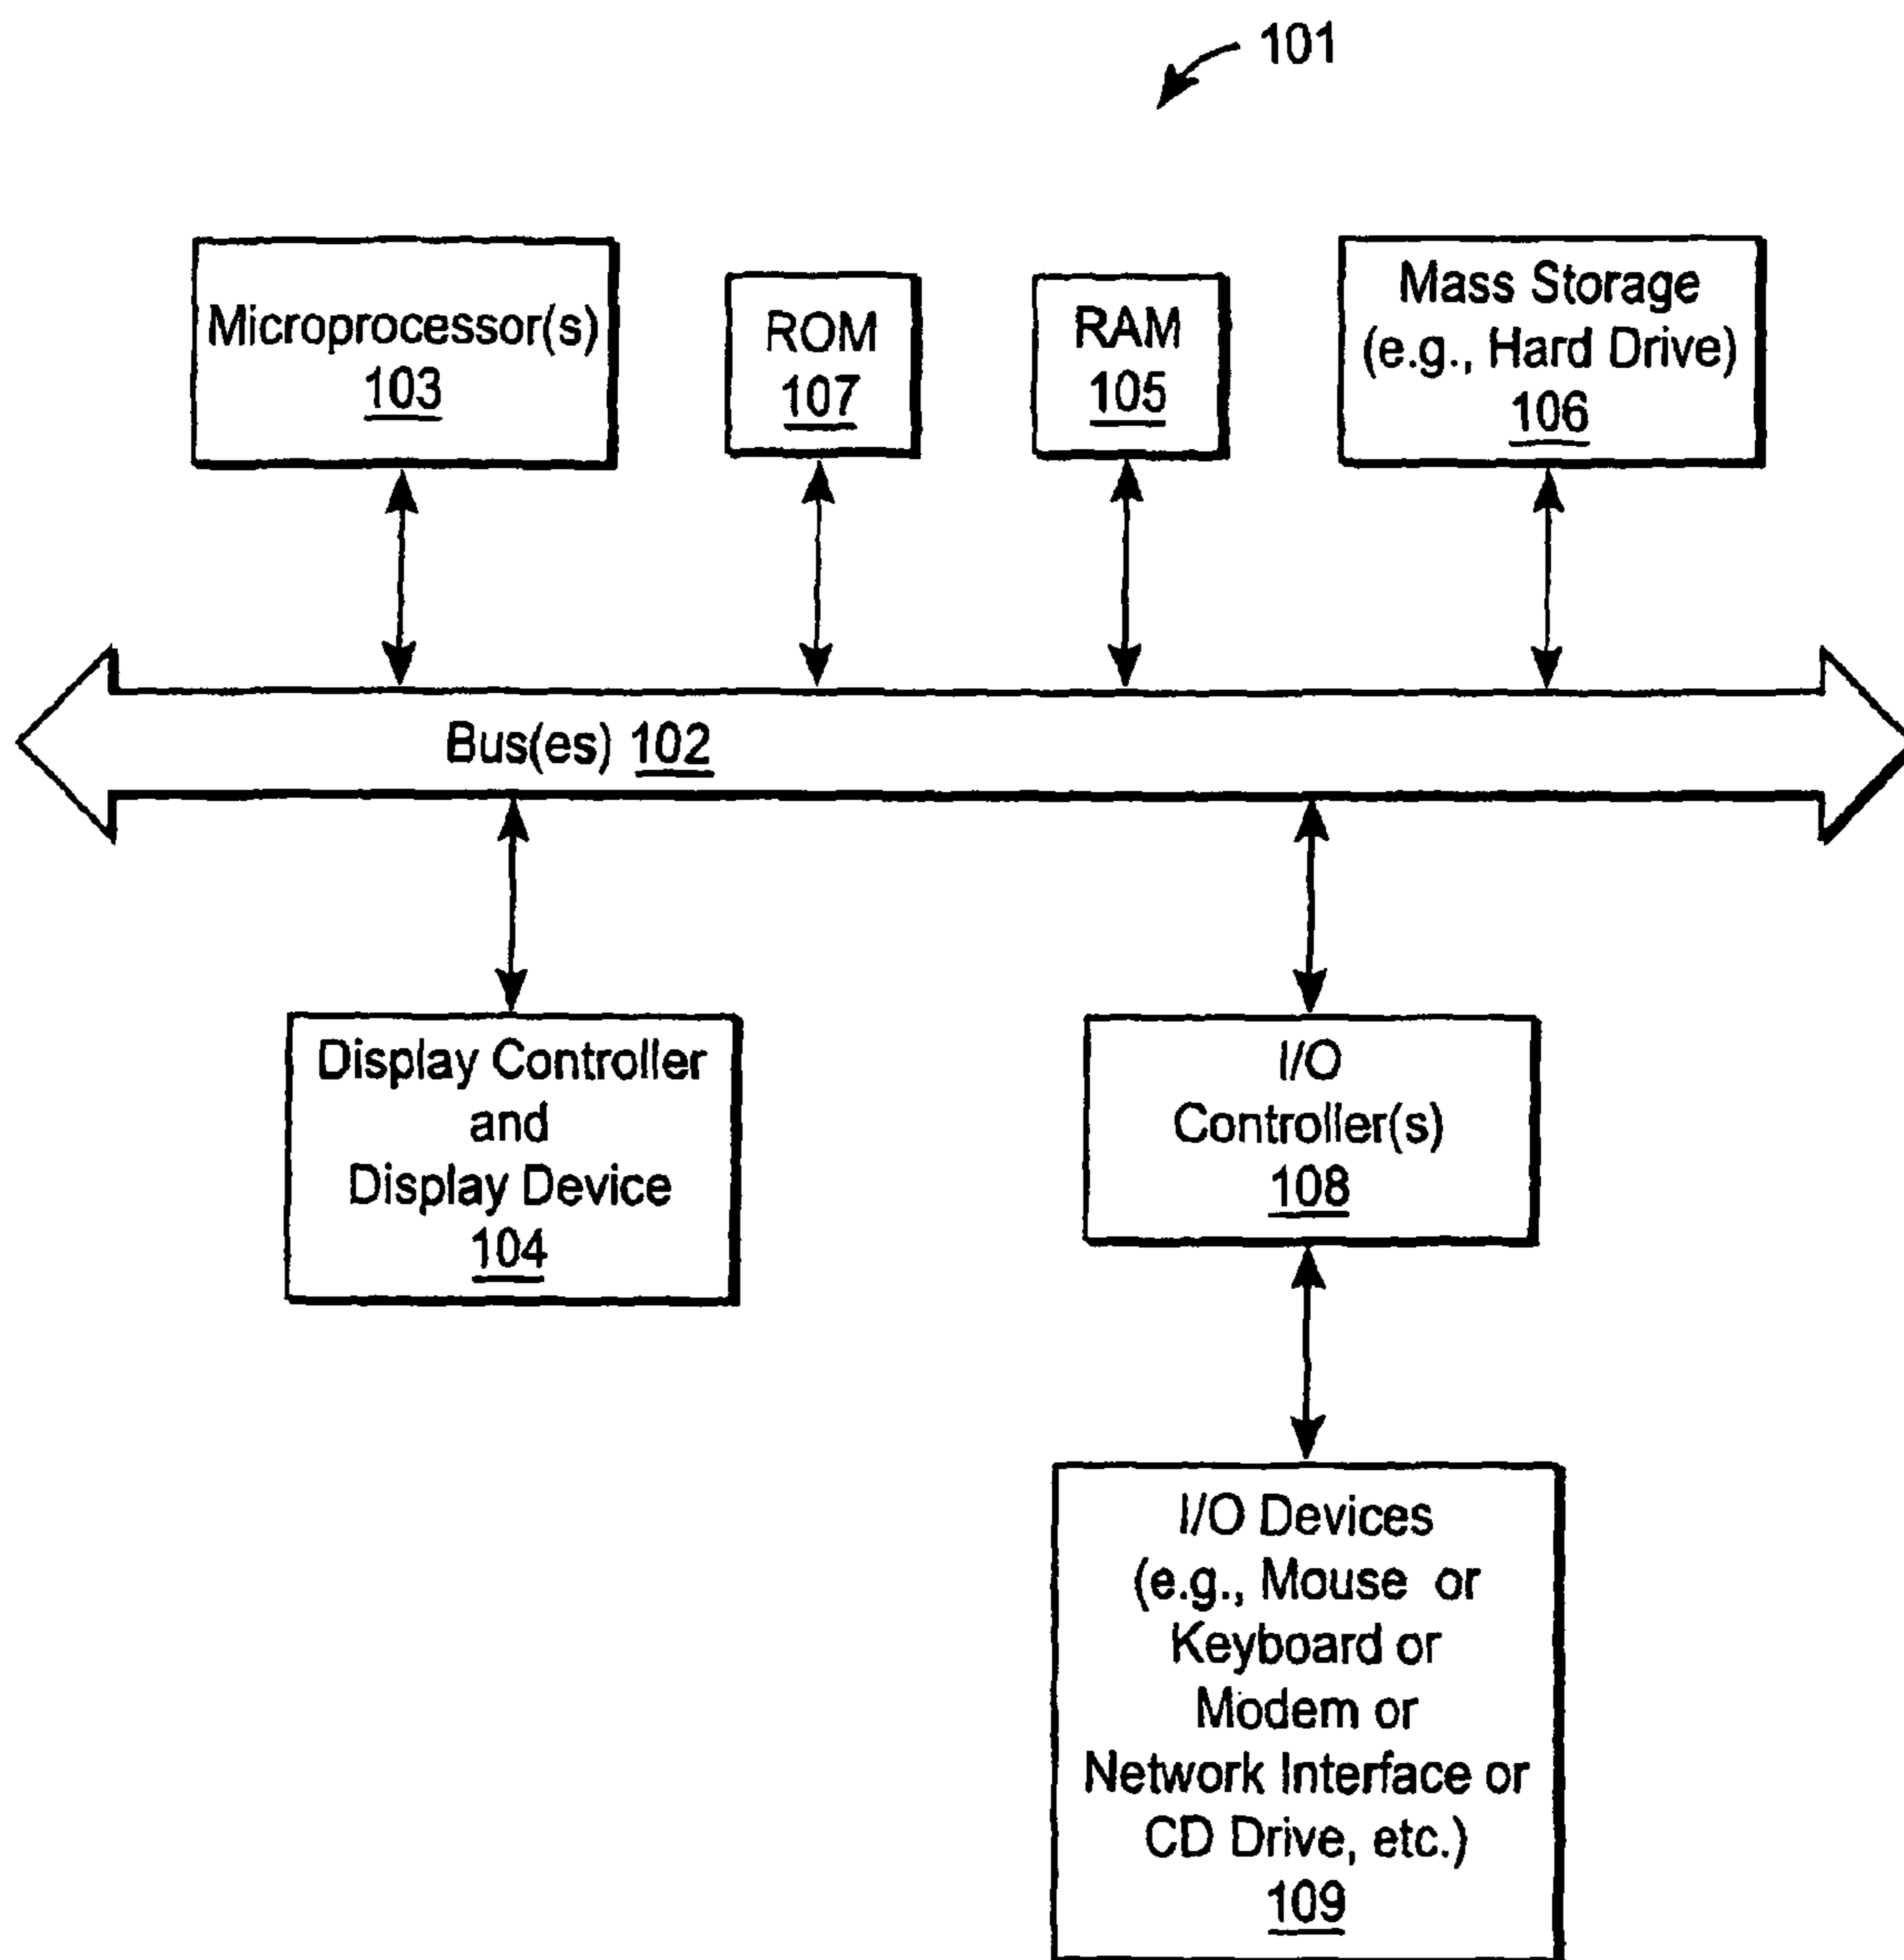 101
Microprocessor(s)
103
ROM
107
RAM
105
Mass Storage
(e.g., Hard Drive)
106
Bus(es) 102
Display Controller
and
Display Device
104
I/O
Controller(s)
108
I/O Devices
(e.g., Mouse or
Keyboard or
Modem or
Network Interface or
CD Drive, etc.)
109